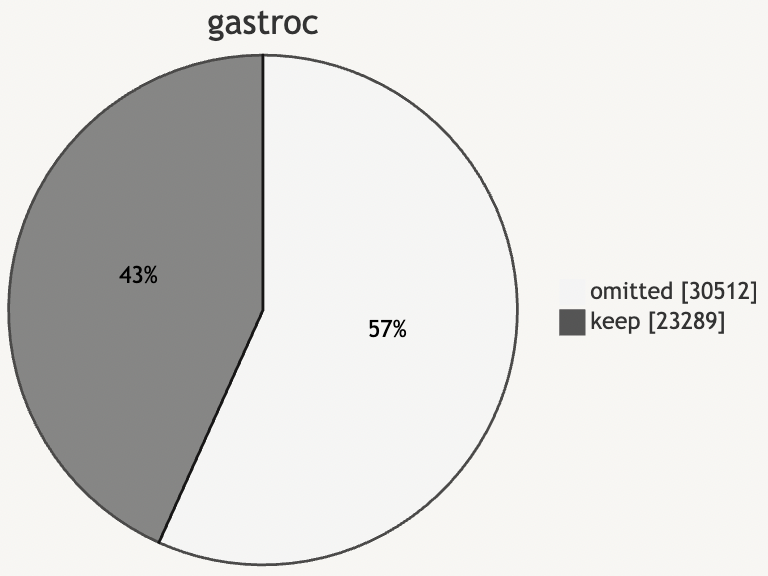 gastroc
43%
57%
omitted [30512]
keep [23289]